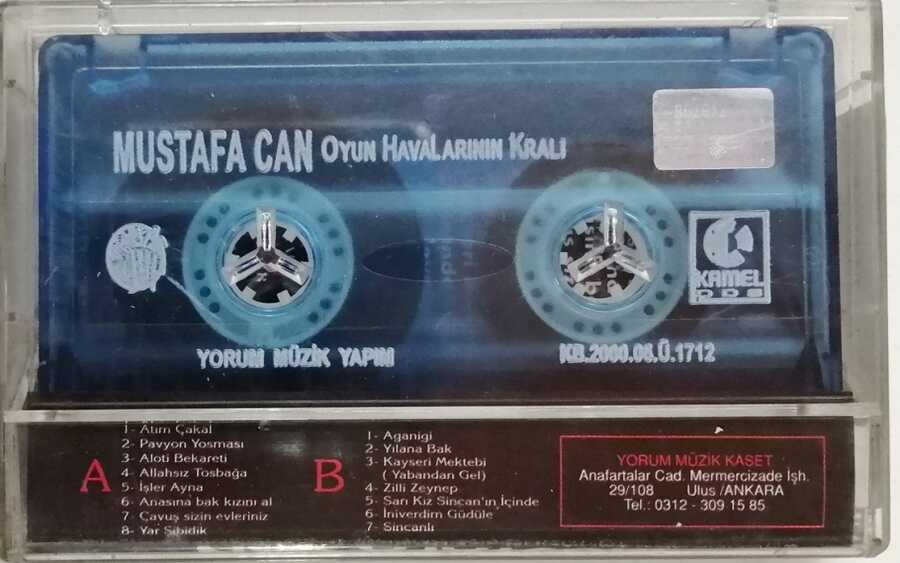 MUSTAFA CAN OYUN HAVALARININ KRALI
KAMEL
YORUM MÜZİK YAPIM
KB.2000.06.Ü.1712
A
1- Atım Çakal
2- Pavyon Yosması
3- Aloti Bekareti
4- Allahsız Tosbağa
5- İşler Ayna
6- Anasına bak kızını al
7- Çavuş sizin evleriniz
8- Yar Sibidik
B
1- Aganigi
2- Yılana Bak
3- Kayseri Mektebi
( Yabandan Gel)
4- Zilli Zeynep
5- Sarı Kız Sincan'ın İçinde
6- İniverdim Güdüle
7- Sincanlı
YORUM MÜZİK KASET
Anafartalar Cad. Mermercizade İşh.
29/108 Ulus /ANKARA
Tel.: 0312 - 309 15 85